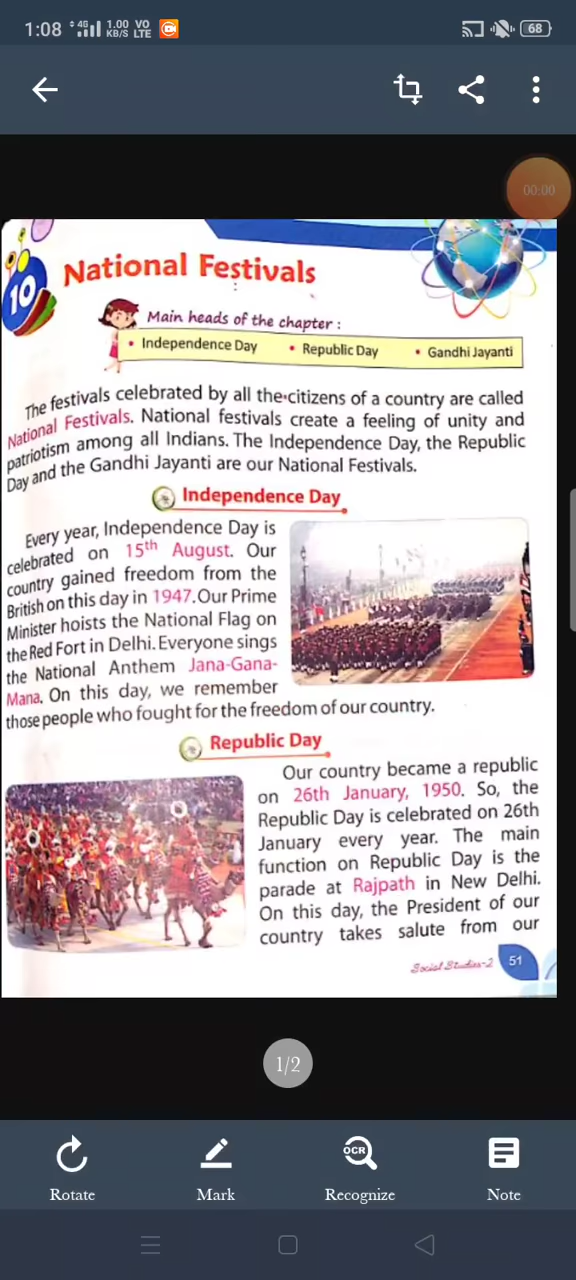 1:08 4G 1.00 KB/S VO LTE 68
00:00
10
National Festivals
Main heads of the chapter :
• Independence Day • Republic Day • Gandhi Jayanti
The festivals celebrated by all the citizens of a country are called
National Festivals. National festivals create a feeling of unity and
patriotism among all Indians. The Independence Day, the Republic
Day and the Gandhi Jayanti are our National Festivals.
Independence Day
Every year, Independence Day is
celebrated on 15th August. Our
country gained freedom from the
British on this day in 1947. Our Prime
Minister hoists the National Flag on
the Red Fort in Delhi. Everyone sings
the National Anthem Jana-Gana-
Mana. On this day, we remember
those people who fought for the freedom of our country.
Republic Day
Our country became a republic
on 26th January, 1950. So, the
Republic Day is celebrated on 26th
January every year. The main
function on Republic Day is the
parade at Rajpath in New Delhi.
On this day, the President of our
country takes salute from our
Social Studies-2 51
1/2
OCR
Rotate Mark Recognize Note